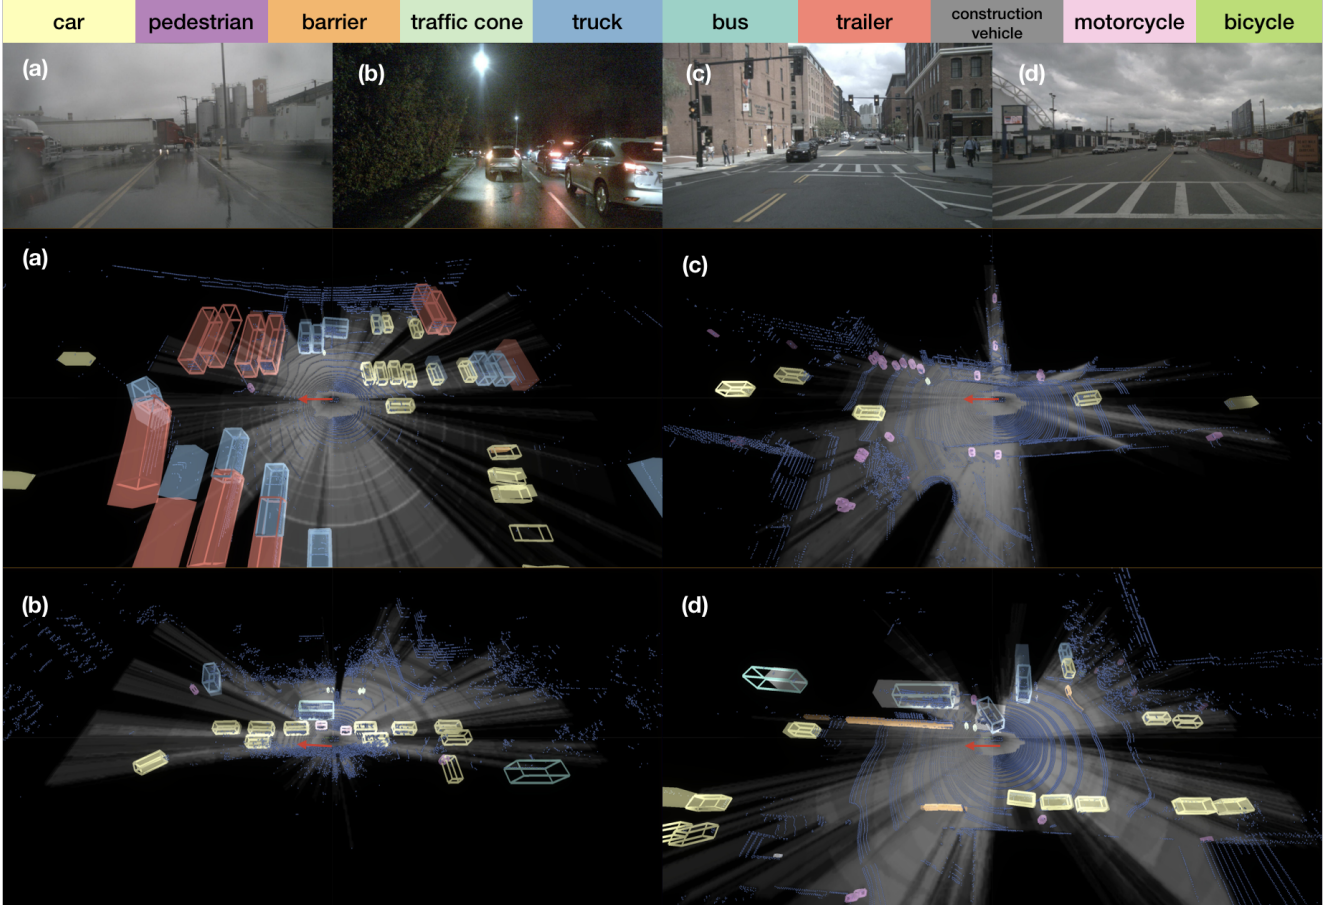 car pedestrian barrier traffic cone truck bus trailer construction vehicle motorcycle bicycle
(a) (b) (c) (d)
(a) (c)
(b) (d)